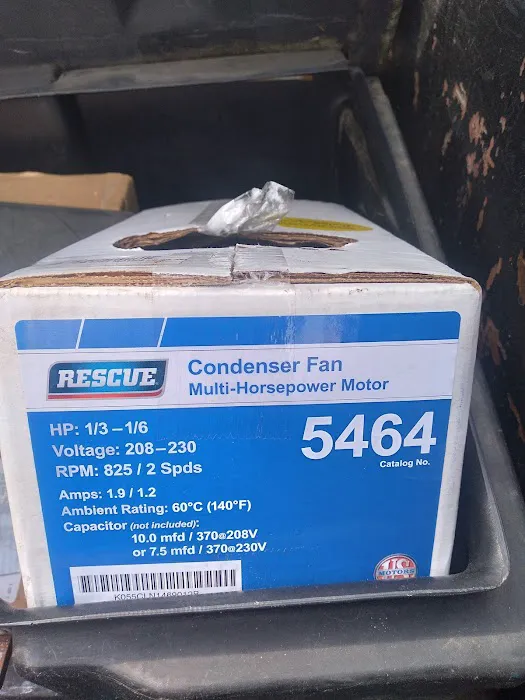 RESCUE
Condenser Fan
Multi-Horsepower Motor
HP: 1/3 – 1/6
Voltage: 208 – 230
RPM: 825 / 2 Spds
5464
Catalog No.
Amps: 1.9 / 1.2
Ambient Rating: 60°C (140°F)
Capacitor (not included):
10.0 mfd / 370@208V
or 7.5 mfd / 370@230V
MOTORS